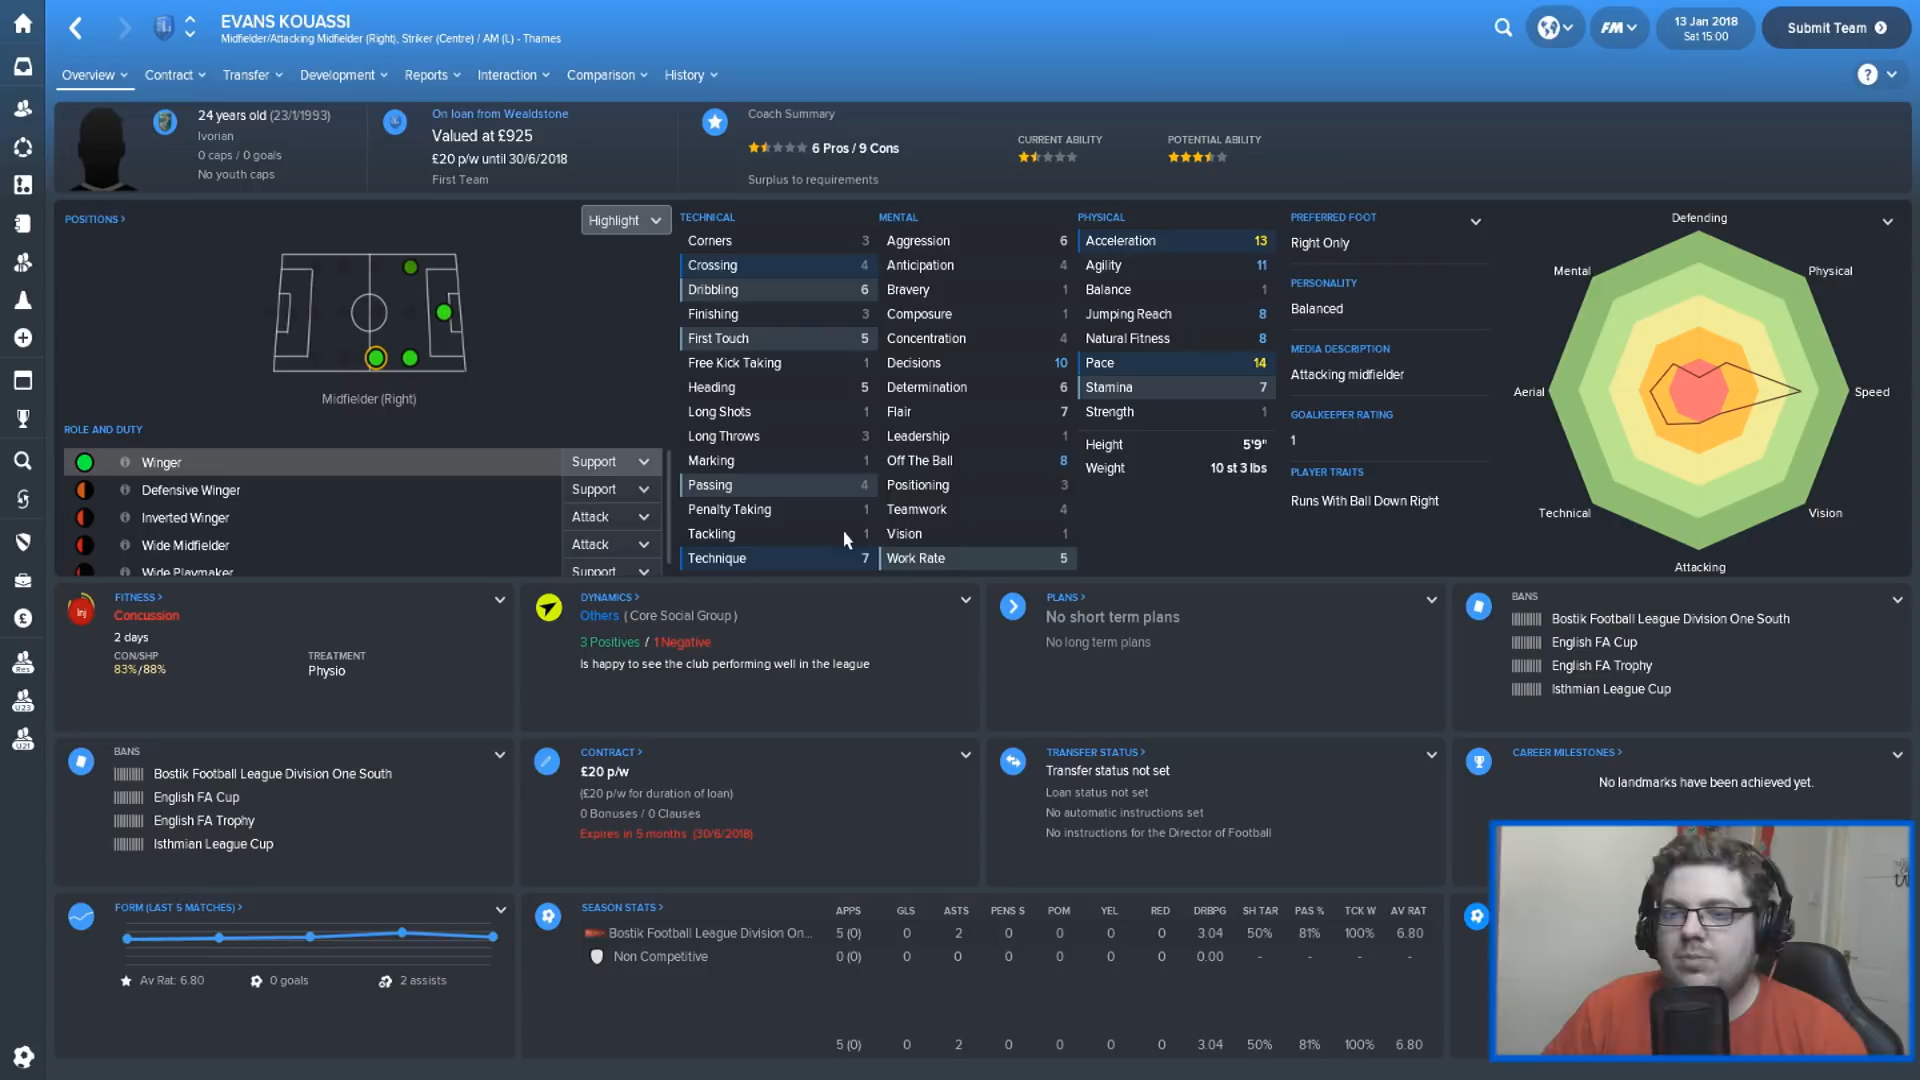 EVANS KOUASSI
Midfielder/Attacking Midfielder (Right), Striker (Centre) / AM (L) - Thames
FM
13 Jan 2018
Sat 15:00
Submit Team
Overview
Contract
Transfer
Development
Reports
Interaction
Comparison
History
?
24 years old (23/1/1993)
Ivorian
0 caps / 0 goals
No youth caps
On loan from Wealdstone
Valued at £925
£20 p/w until 30/6/2018
First Team
Coach Summary
6 Pros / 9 Cons
Surplus to requirements
CURRENT ABILITY
POTENTIAL ABILITY
POSITIONS >
Highlight
Midfielder (Right)
ROLE AND DUTY
Winger Support
Defensive Winger Support
Inverted Winger Attack
Wide Midfielder Attack
Wide Playmaker Support
TECHNICAL
Corners 3
Crossing 4
Dribbling 6
Finishing 3
First Touch 5
Free Kick Taking 1
Heading 5
Long Shots 1
Long Throws 3
Marking 1
Passing 4
Penalty Taking 1
Tackling 1
Technique 7
MENTAL
Aggression 6
Anticipation 4
Bravery 1
Composure 1
Concentration 4
Decisions 10
Determination 6
Flair 7
Leadership 1
Off The Ball 8
Positioning 3
Teamwork 4
Vision 1
Work Rate 5
PHYSICAL
Acceleration 13
Agility 11
Balance 1
Jumping Reach 8
Natural Fitness 8
Pace 14
Stamina 7
Strength 1
Height 5'9"
Weight 10 st 3 lbs
PREFERRED FOOT
Right Only
PERSONALITY
Balanced
MEDIA DESCRIPTION
Attacking midfielder
GOALKEEPER RATING
1
PLAYER TRAITS
Runs With Ball Down Right
Defending
Physical
Speed
Vision
Attacking
Technical
Aerial
Mental
Inj
FITNESS >
Concussion
2 days
CON/SHP
83%/88%
TREATMENT
Physio
DYNAMICS >
Others ( Core Social Group )
3 Positives / 1 Negative
Is happy to see the club performing well in the league
PLANS >
No short term plans
No long term plans
BANS
Bostik Football League Division One South
English FA Cup
English FA Trophy
Isthmian League Cup
BANS
Bostik Football League Division One South
English FA Cup
English FA Trophy
Isthmian League Cup
CONTRACT >
£20 p/w
(£20 p/w for duration of loan)
0 Bonuses / 0 Clauses
Expires in 5 months (30/6/2018)
TRANSFER STATUS >
Transfer status not set
Loan status not set
No automatic instructions set
No instructions for the Director of Football
CAREER MILESTONES >
No landmarks have been achieved yet.
FORM (LAST 5 MATCHES) >
Av Rat: 6.80
0 goals
2 assists
SEASON STATS > APPS GLS ASTS PENS S POM YEL RED DRBPG SH TAR PAS % TCK W AV RAT
Bostik Football League Division On... 5 (0) 0 2 0 0 0 0 3.04 50% 81% 100% 6.80
Non Competitive 0 (0) 0 0 0 0 0 0 0.00 - - - -
5 (0) 0 2 0 0 0 0 3.04 50% 81% 100% 6.80
Res
U23
U21